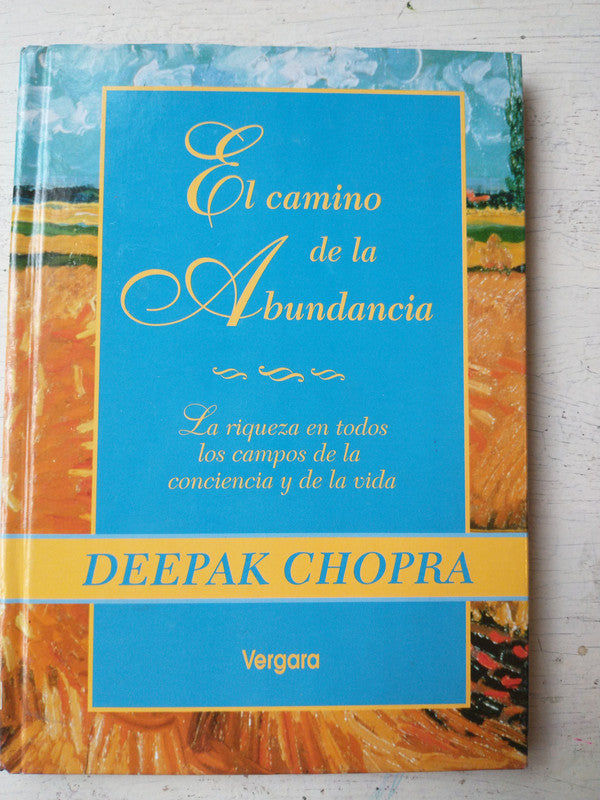 El camino
de la
Abundancia
La riqueza en todos
los campos de la
conciencia y de la vida
DEEPAK CHOPRA
Vergara